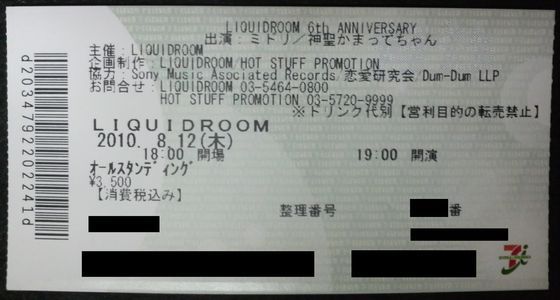 LIQUIDROOM 6th ANNIVERSARY
出演：ミドリ／神聖かまってちゃん
主催：LIQUIDROOM
企画制作：LIQUIDROOM/HOT STUFF PROMOTION
協力：Sony Music Asociated Records/恋愛研究会/Dum-Dum LLP
お問合せ：LIQUIDROOM 03-5464-0800
HOT STUFF PROMOTION 03-5720-9999
※ドリンク代別【営利目的の転売禁止】
LIQUIDROOM
2010. 8.12(木)
18:00 開場 19:00 開演
オールスタンディング
¥3,500
【消費税込み】
整理番号 番
d20347922022241d